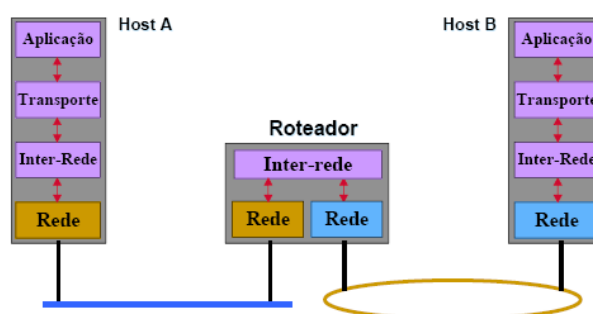 Host A
Aplicação
Transporte
Inter-Rede
Rede
Roteador
Inter-rede
Rede
Rede
Host B
Aplicação
Transporte
Inter-Rede
Rede